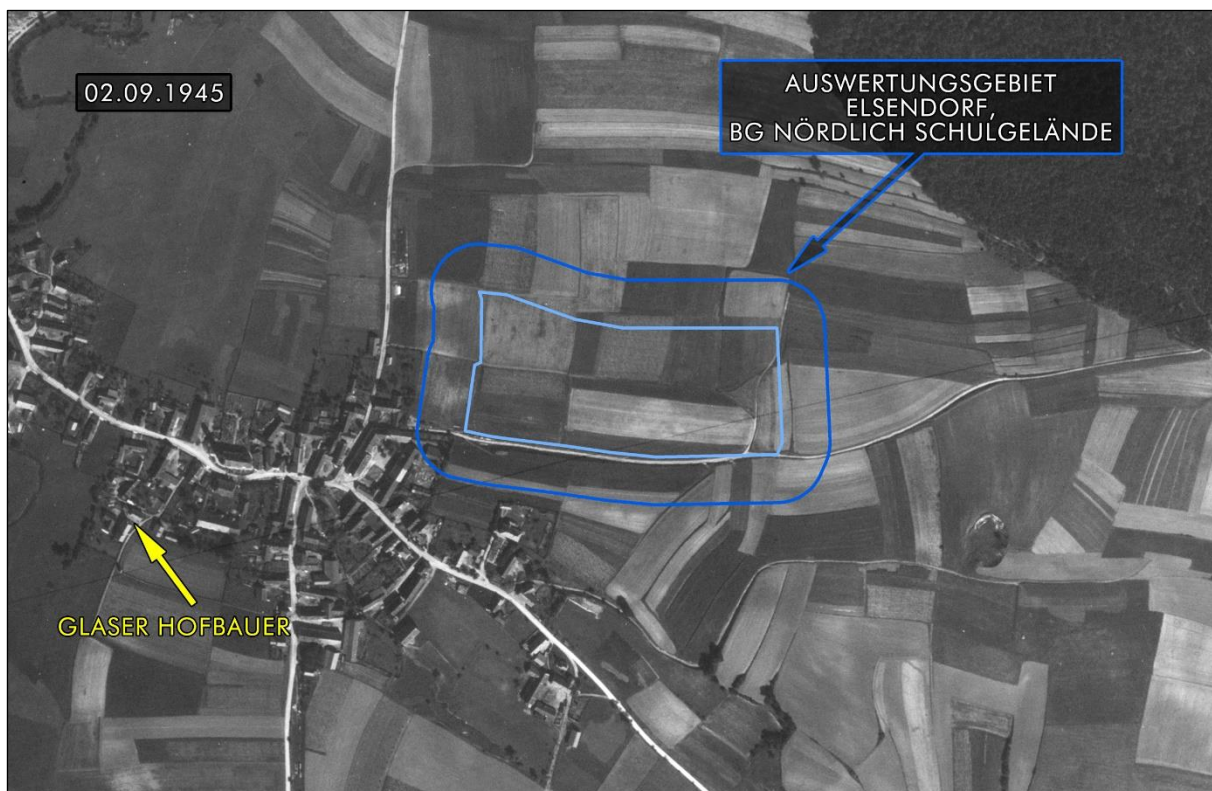 02.09.1945
AUSWERTUNGSGEBIET
ELSENDORF,
BG NÖRDLICH SCHULGELÄNDE
GLASER HOFBAUER